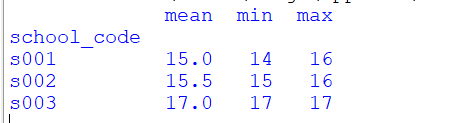 mean min max
school_code
s001 15.0 14 16
s002 15.5 15 16
s003 17.0 17 17